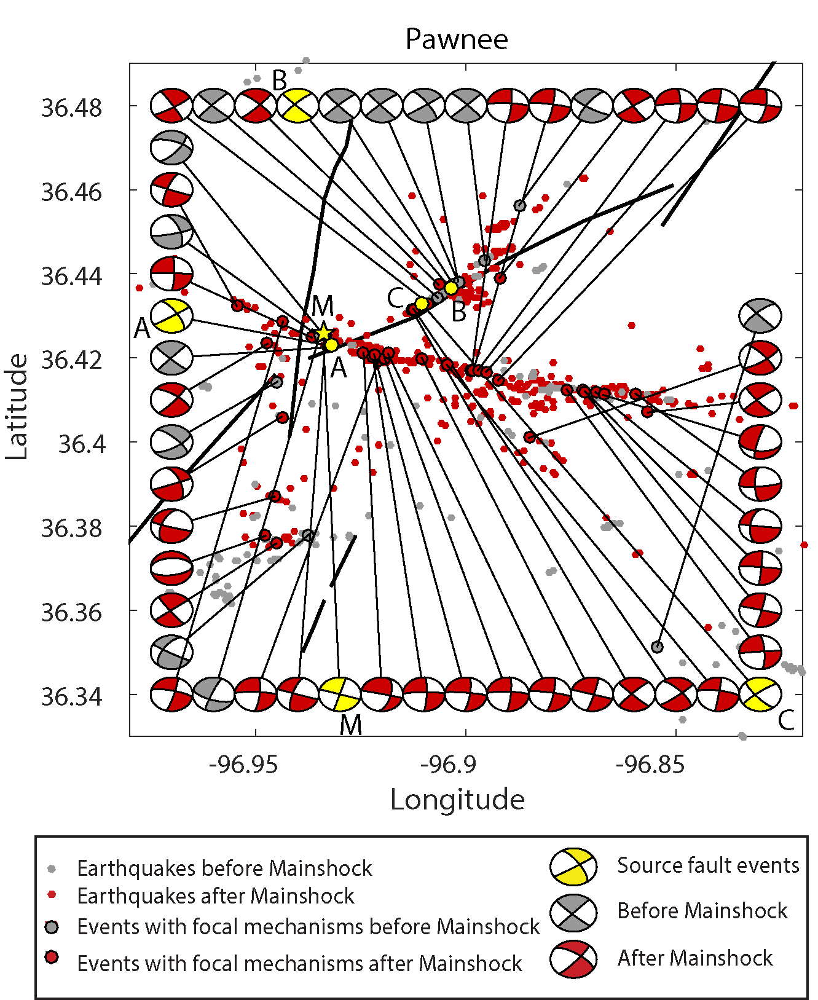 Pawnee
B
36.48
36.46
36.44
36.42
36.4
36.38
36.36
36.34
Latitude
M
C
B
A
A
M
C
-96.95
-96.9
-96.85
Longitude
Earthquakes before Mainshock
Earthquakes after Mainshock
Events with focal mechanisms before Mainshock
Events with focal mechanisms after Mainshock
Source fault events
Before Mainshock
After Mainshock